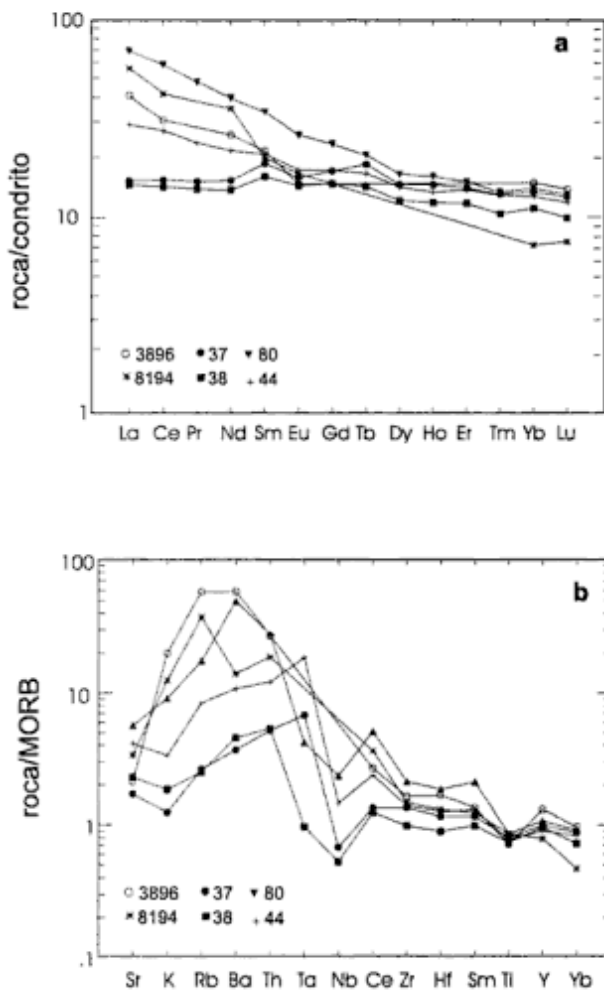 100
a
roca/condrito
10
3896 37 80
8194 38 44
1
La Ce Pr Nd Sm Eu Gd Tb Dy Ho Er Tm Yb Lu
100
b
roca/MORB
10
1
3896 37 80
8194 38 44
.1
Sr K Rb Ba Th Ta Nb Ce Zr Hf Sm Ti Y Yb